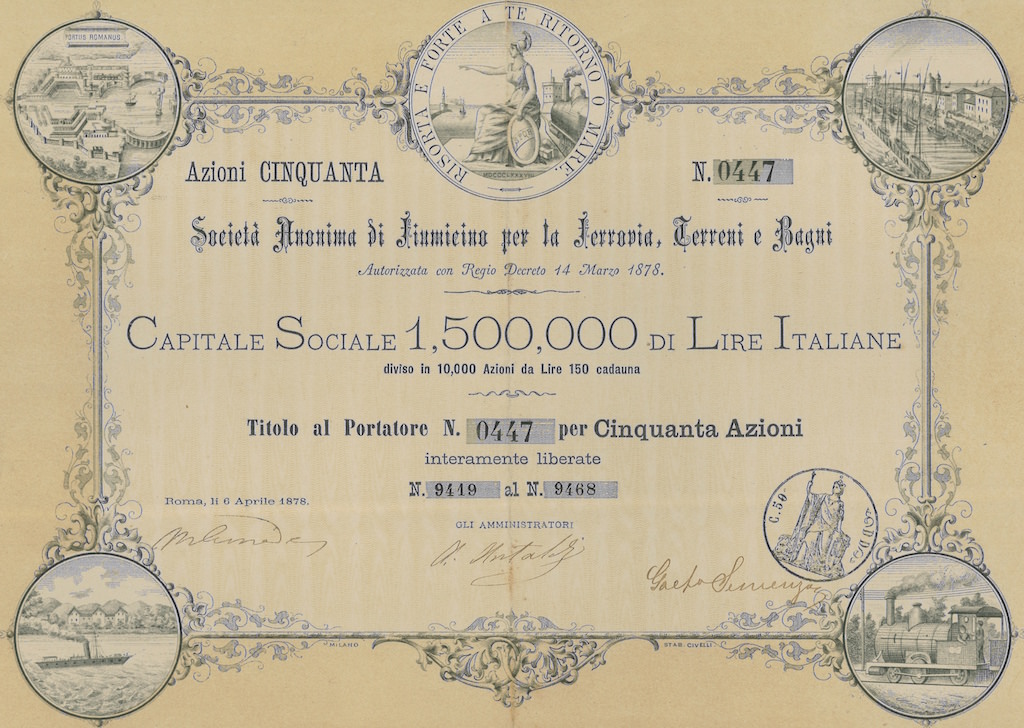 PORTUS ROMANUS
RISORTA E FORTE A TE RITORNO O MARE.
Azioni CINQUANTA
N. 0447
Società Anonima di Fiumicino per la Ferrovia, Terreni e Bagni
Autorizzata con Regio Decreto 14 Marzo 1878.
CAPITALE SOCIALE 1,500,000 DI LIRE ITALIANE
diviso in 10,000 Azioni da Lire 150 cadauna
Titolo al Portatore N. 0447 per Cinquanta Azioni
interamente liberate
N. 9419 al N. 9468
Roma, li 6 Aprile 1878.
GLI AMMINISTRATORI
C. 50
MILANO
STAB. CIVELLI